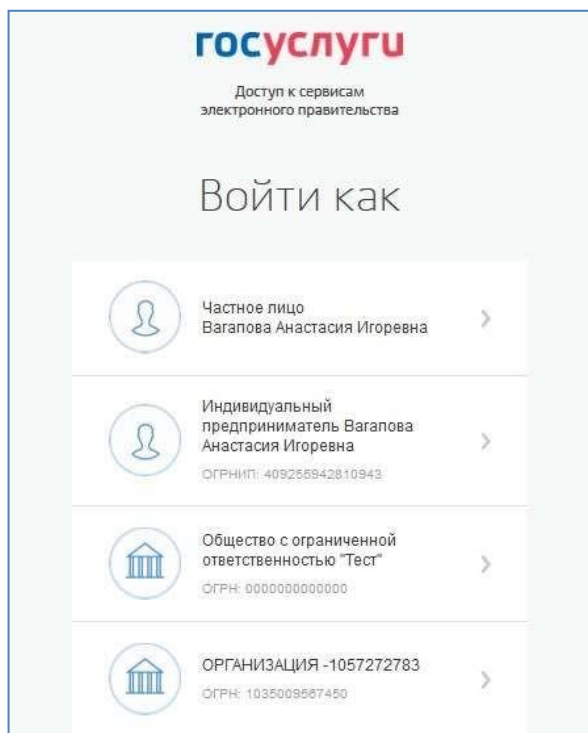 госуслуги
Доступ к сервисам
электронного правительства
Войти как
Частное лицо
Вагапова Анастасия Игоревна
Индивидуальный
предприниматель Вагапова
Анастасия Игоревна
ОГРНИП: 409255942810943
Общество с ограниченной
ответственностью "Тест"
ОГРН: 0000000000000
ОРГАНИЗАЦИЯ -1057272783
ОГРН: 1035009567450